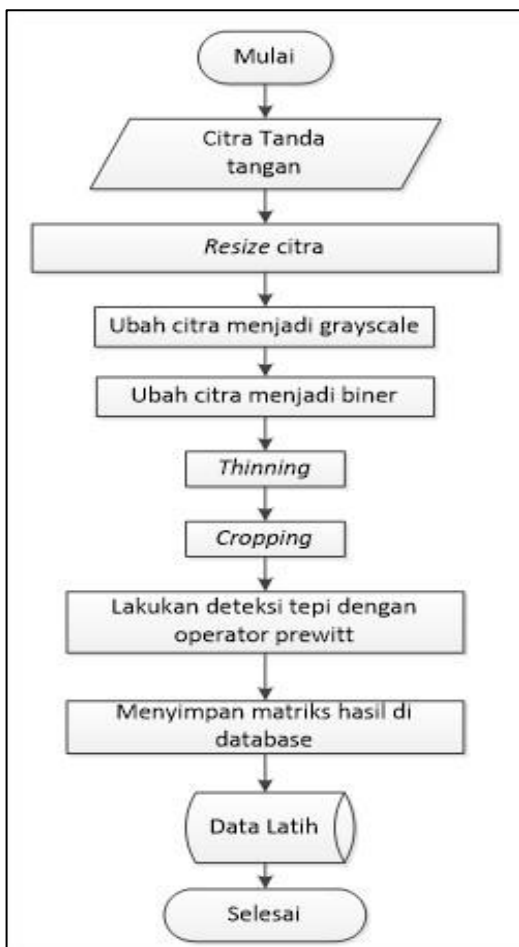 Mulai
Citra Tanda
tangan
Resize citra
Ubah citra menjadi grayscale
Ubah citra menjadi biner
Thinning
Cropping
Lakukan deteksi tepi dengan
operator prewitt
Menyimpan matriks hasil di
database
Data Latih
Selesai